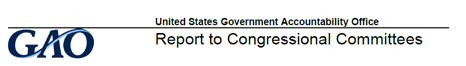 United States Government Accountability Office
GAO
Report to Congressional Committees